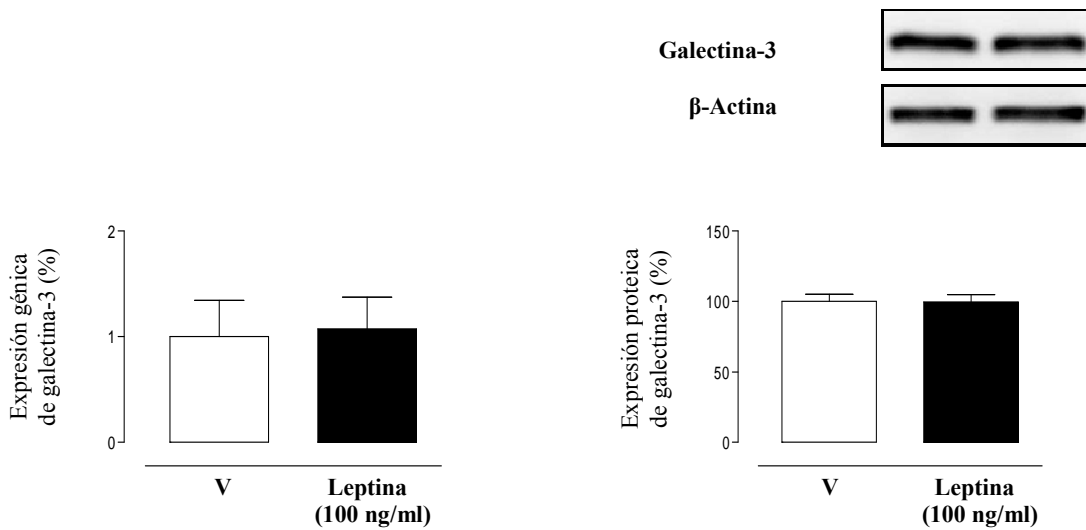 Galectina-3
β-Actina
Expresión génica
de galectina-3 (%)
2
1
0
V
Leptina
(100 ng/ml)
Expresión proteica
de galectina-3 (%)
150
100
50
0
V
Leptina
(100 ng/ml)